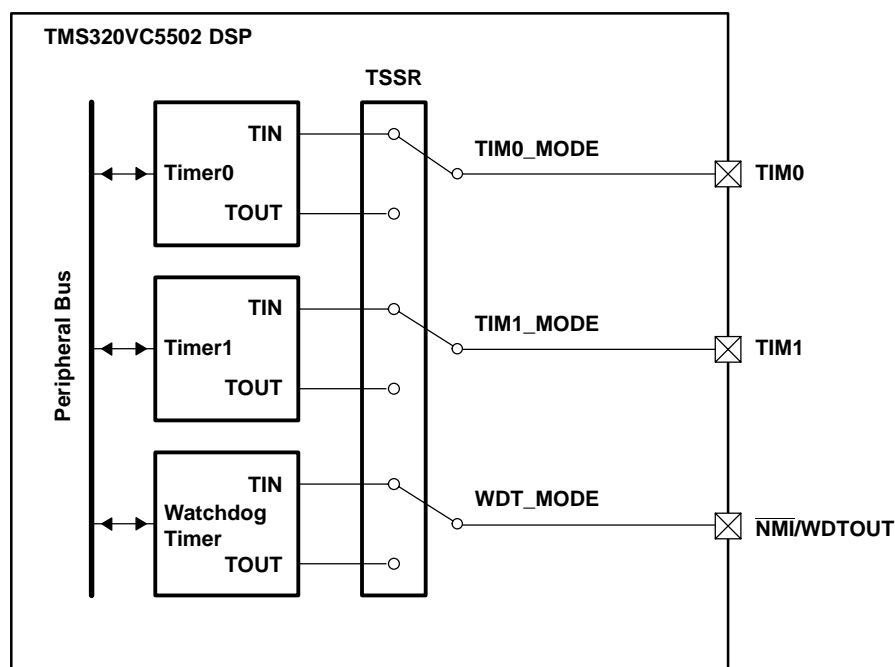 TMS320VC5502 DSP
TSSR
Peripheral Bus
TIN
Timer0
TOUT
TIM0_MODE
TIM0
TIN
Timer1
TOUT
TIM1_MODE
TIM1
TIN
Watchdog
Timer
TOUT
WDT_MODE
N̅M̅I̅/WDTOUT